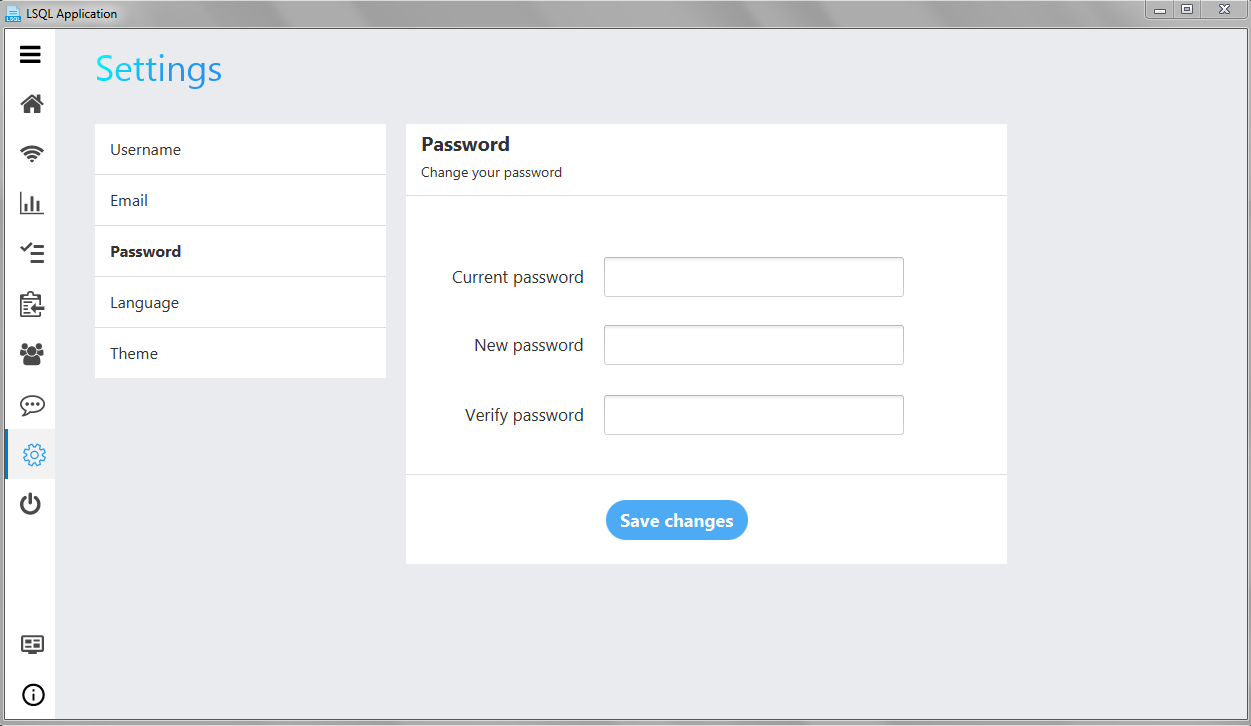 LSQL Application
Settings
Username
Email
Password
Language
Theme
Password
Change your password
Current password
New password
Verify password
Save changes